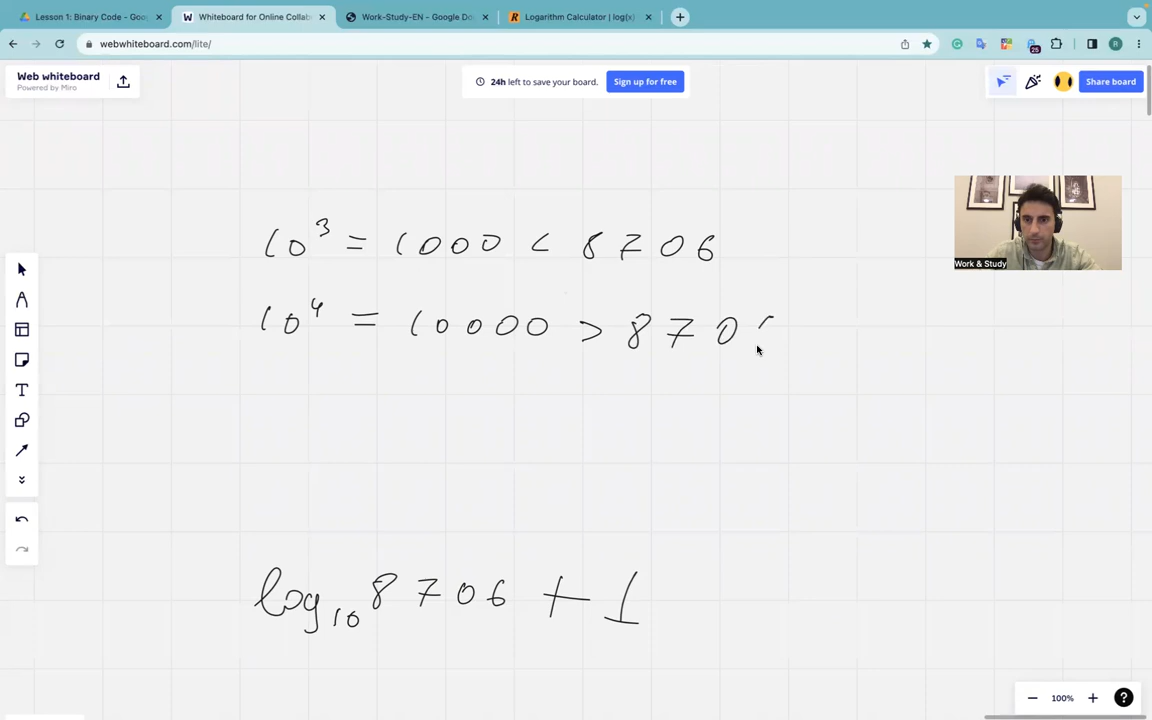 Lesson 1: Binary Code - Goo
Whiteboard for Online Collab
Work-Study-EN - Google Do
Logarithm Calculator | log(x)
webwhiteboard.com/lite/
25
R
Web whiteboard
Powered by Miro
24h left to save your board.
Sign up for free
Share board
10³ = 1000 < 8706
Work & Study
10⁴ = 10000 > 870
log₁₀ 8706 + 1
100%